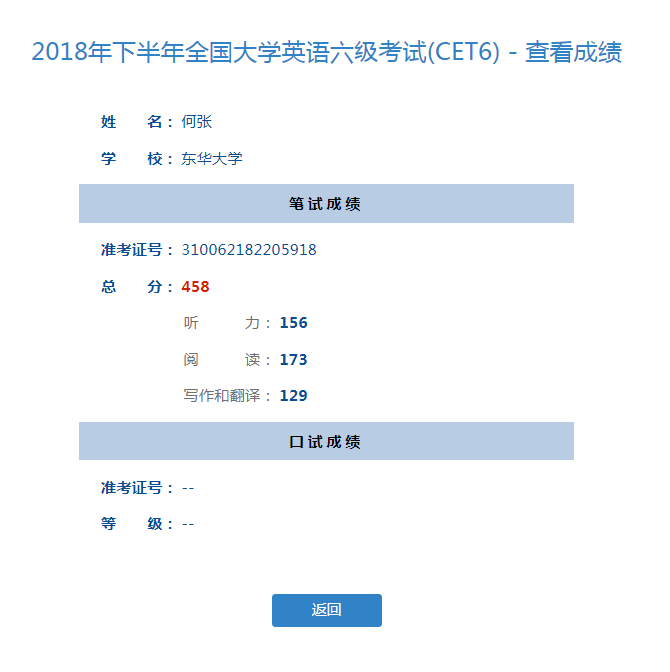 2018年下半年全国大学英语六级考试(CET6) - 查看成绩
姓 名： 何张
学 校： 东华大学
笔试成绩
准考证号： 310062182205918
总 分： 458
听 力： 156
阅 读： 173
写作和翻译： 129
口试成绩
准考证号： --
等 级： --
返回